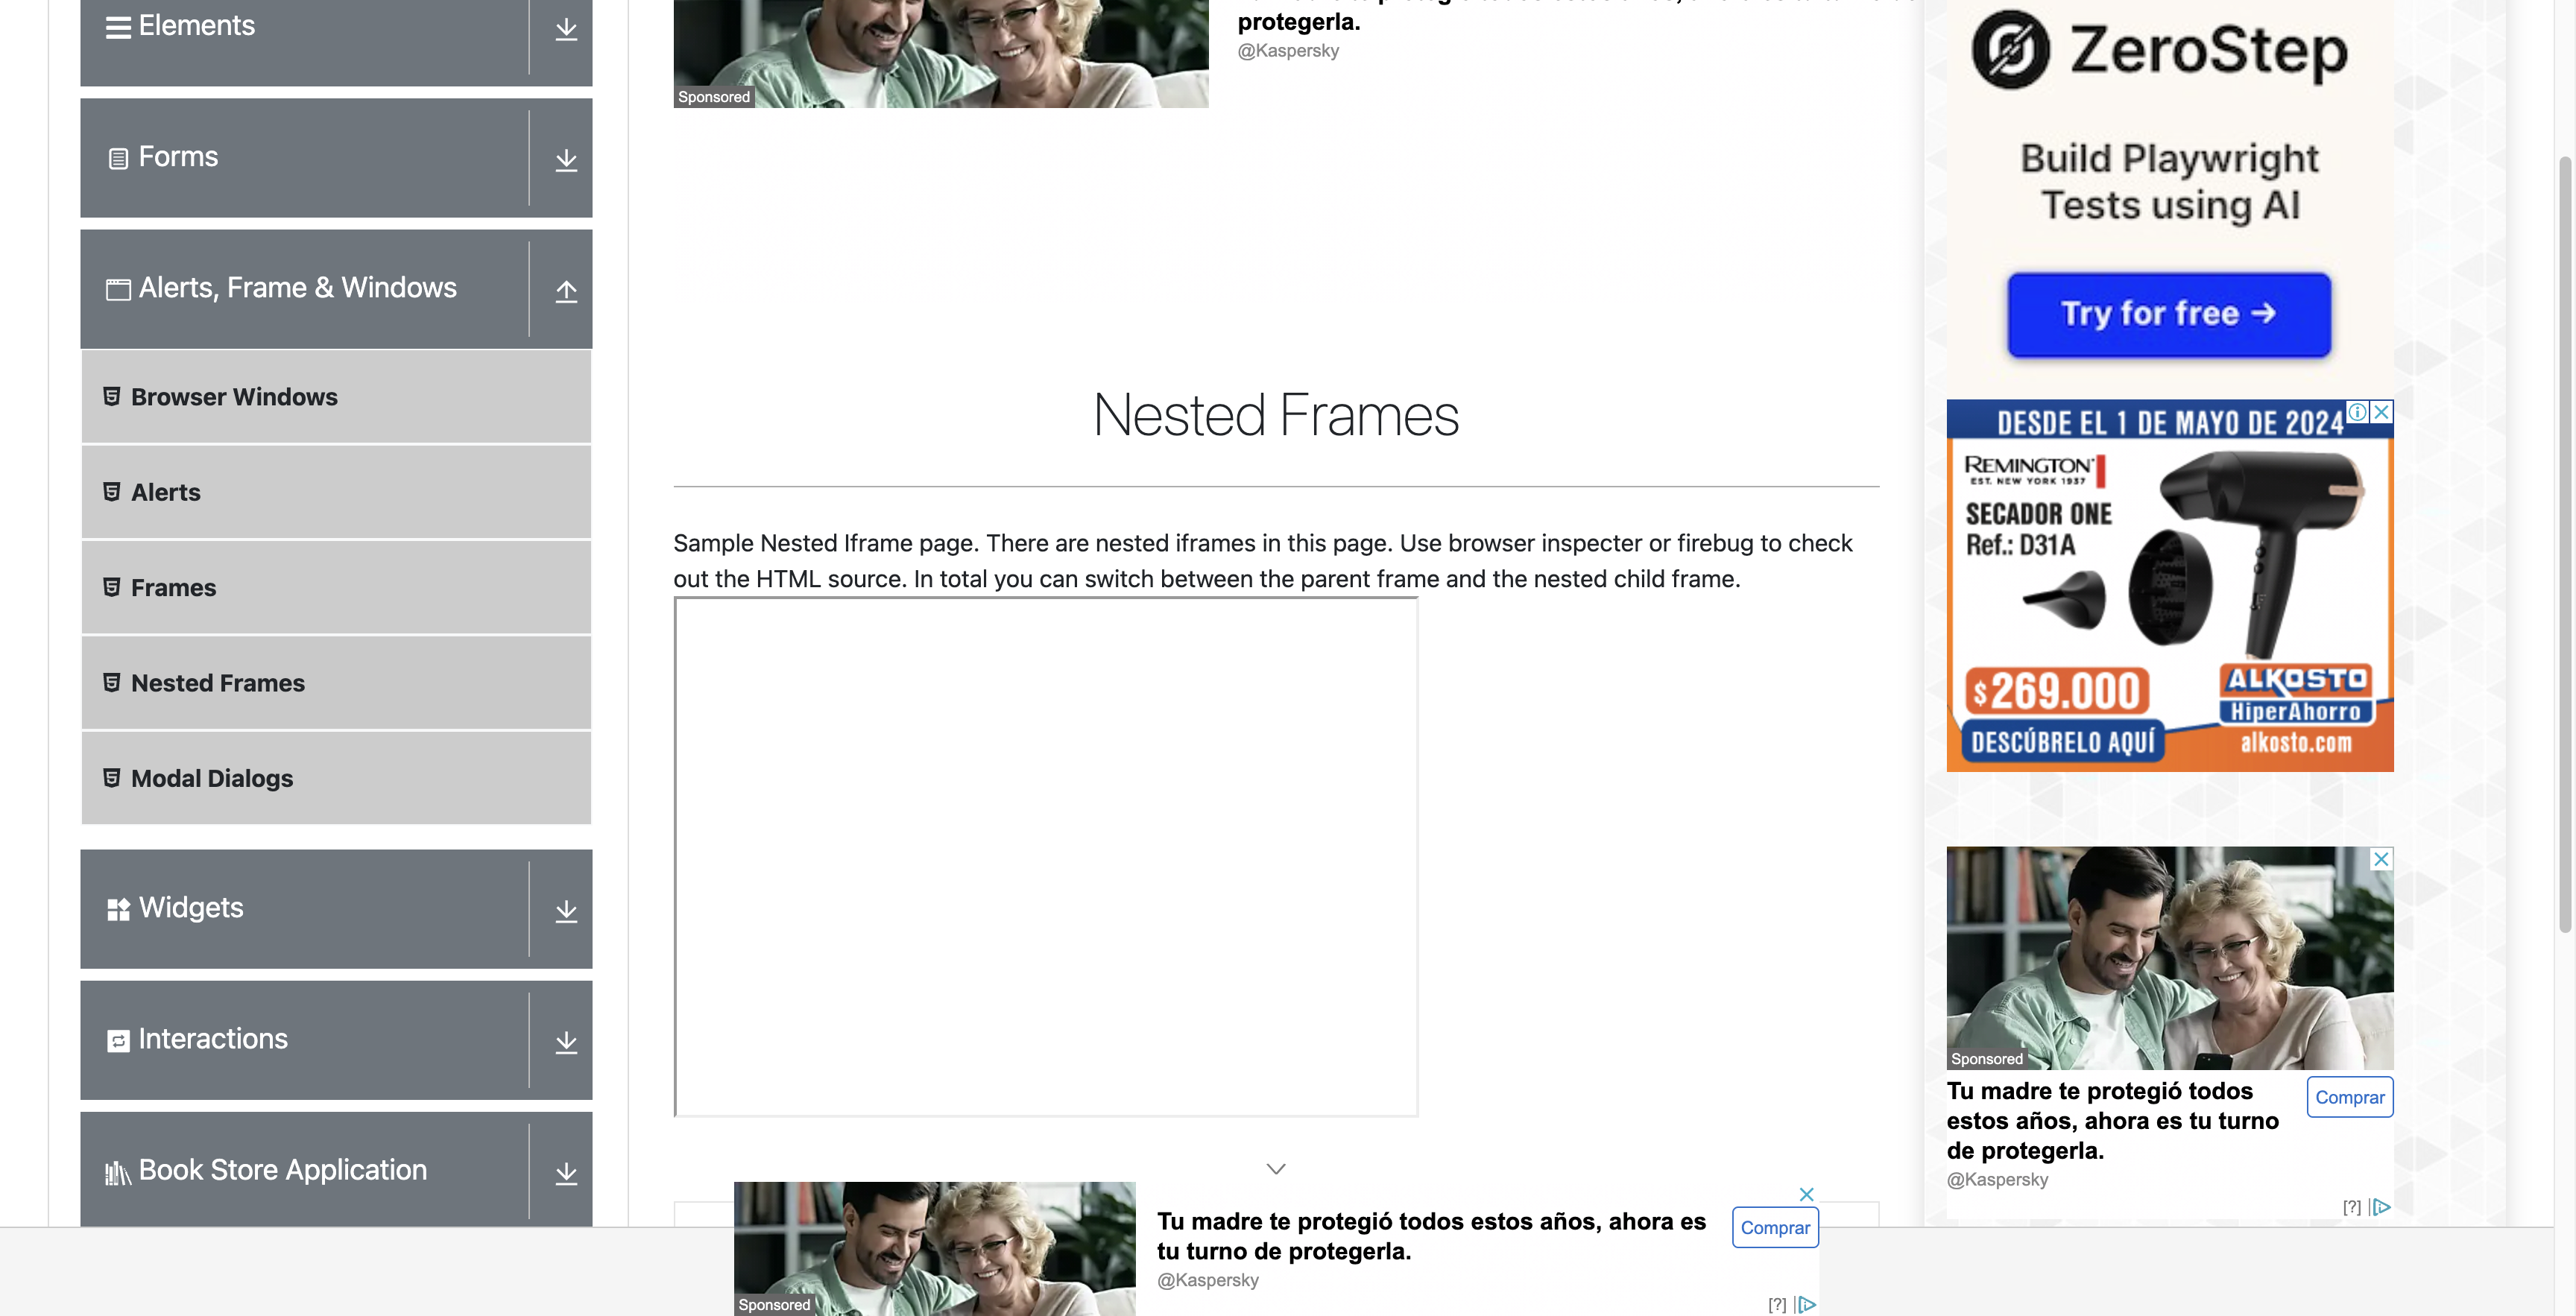 Elements
Forms
Alerts, Frame & Windows
Browser Windows
Alerts
Frames
Nested Frames
Modal Dialogs
Widgets
Interactions
Book Store Application
protegerla.
@Kaspersky
Sponsored
Nested Frames
Sample Nested Iframe page. There are nested iframes in this page. Use browser inspecter or firebug to check
out the HTML source. In total you can switch between the parent frame and the nested child frame.
Tu madre te protegió todos estos años, ahora es
tu turno de protegerla.
@Kaspersky
Comprar
Sponsored
[?]
ZeroStep
Build Playwright
Tests using AI
Try for free →
DESDE EL 1 DE MAYO DE 2024
REMINGTON
EST. NEW YORK 1937
SECADOR ONE
Ref.: D31A
$269.000
DESCÚBRELO AQUÍ
ALKOSTO
HiperAhorro
alkosto.com
Sponsored
Tu madre te protegió todos
estos años, ahora es tu turno
de protegerla.
@Kaspersky
Comprar
[?]